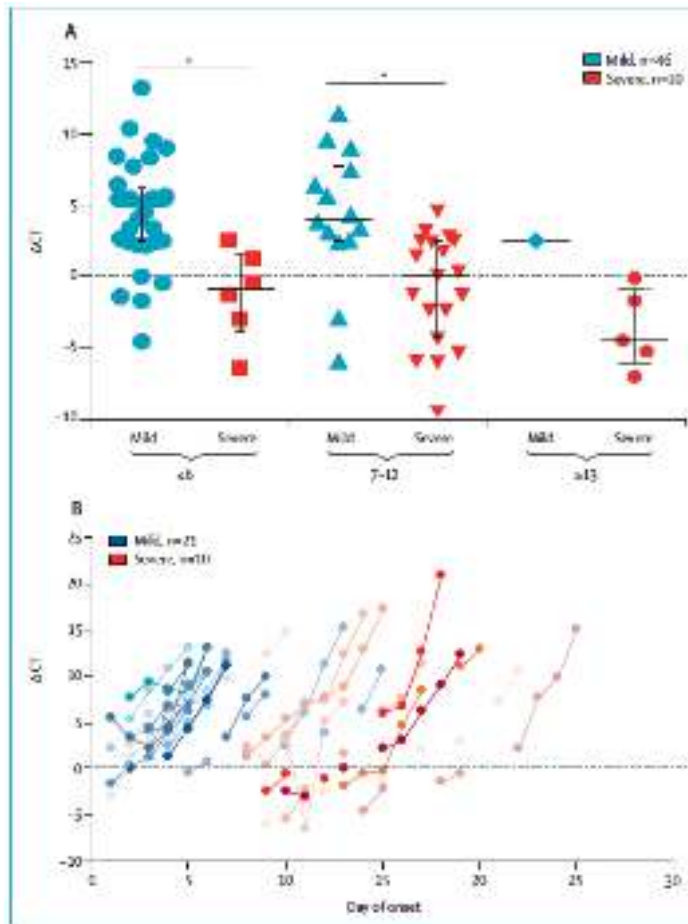 A
Mild, n=46
Severe, n=30
15
10
5
0
-5
-10
ΔCT
Mild
Severe
Mild
Severe
Mild
Severe
7–12
B
Mild, n=21
Severe, n=10
25
20
15
10
5
0
-5
-10
ΔCT
0
5
10
15
20
25
30
Day of onset